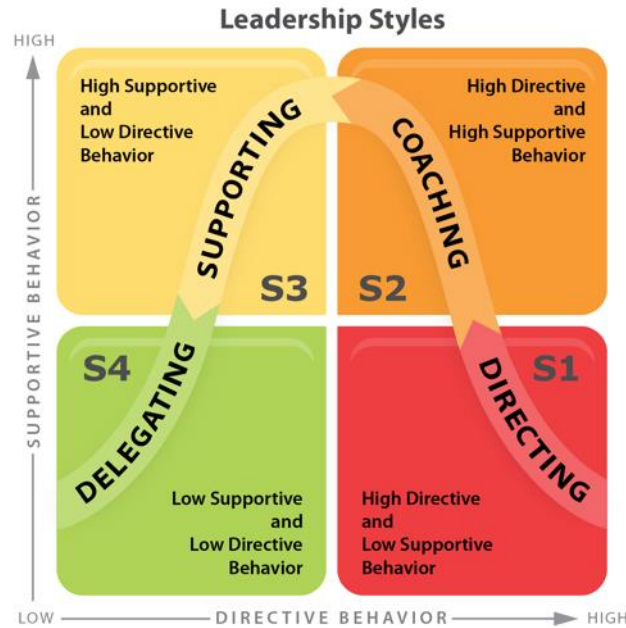 Leadership Styles
HIGH
SUPPORTIVE BEHAVIOR
High Supportive
and
Low Directive
Behavior
SUPPORTING
S3
High Directive
and
High Supportive
Behavior
COACHING
S2
S4
DELEGATING
Low Supportive
and
Low Directive
Behavior
S1
DIRECTING
High Directive
and
Low Supportive
Behavior
LOW
DIRECTIVE BEHAVIOR
HIGH